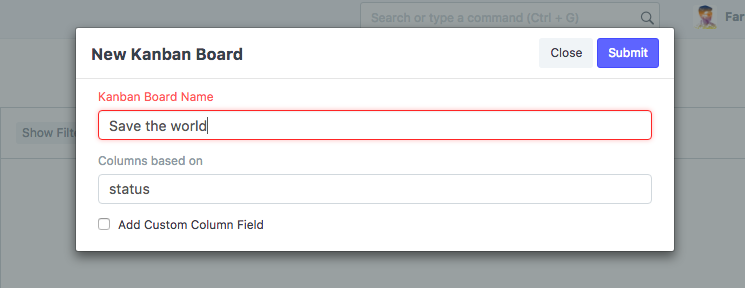 Search or type a command (Ctrl + G)
Far
New Kanban Board
Close
Submit
Kanban Board Name
Save the world
Show Filte
Columns based on
status
Add Custom Column Field